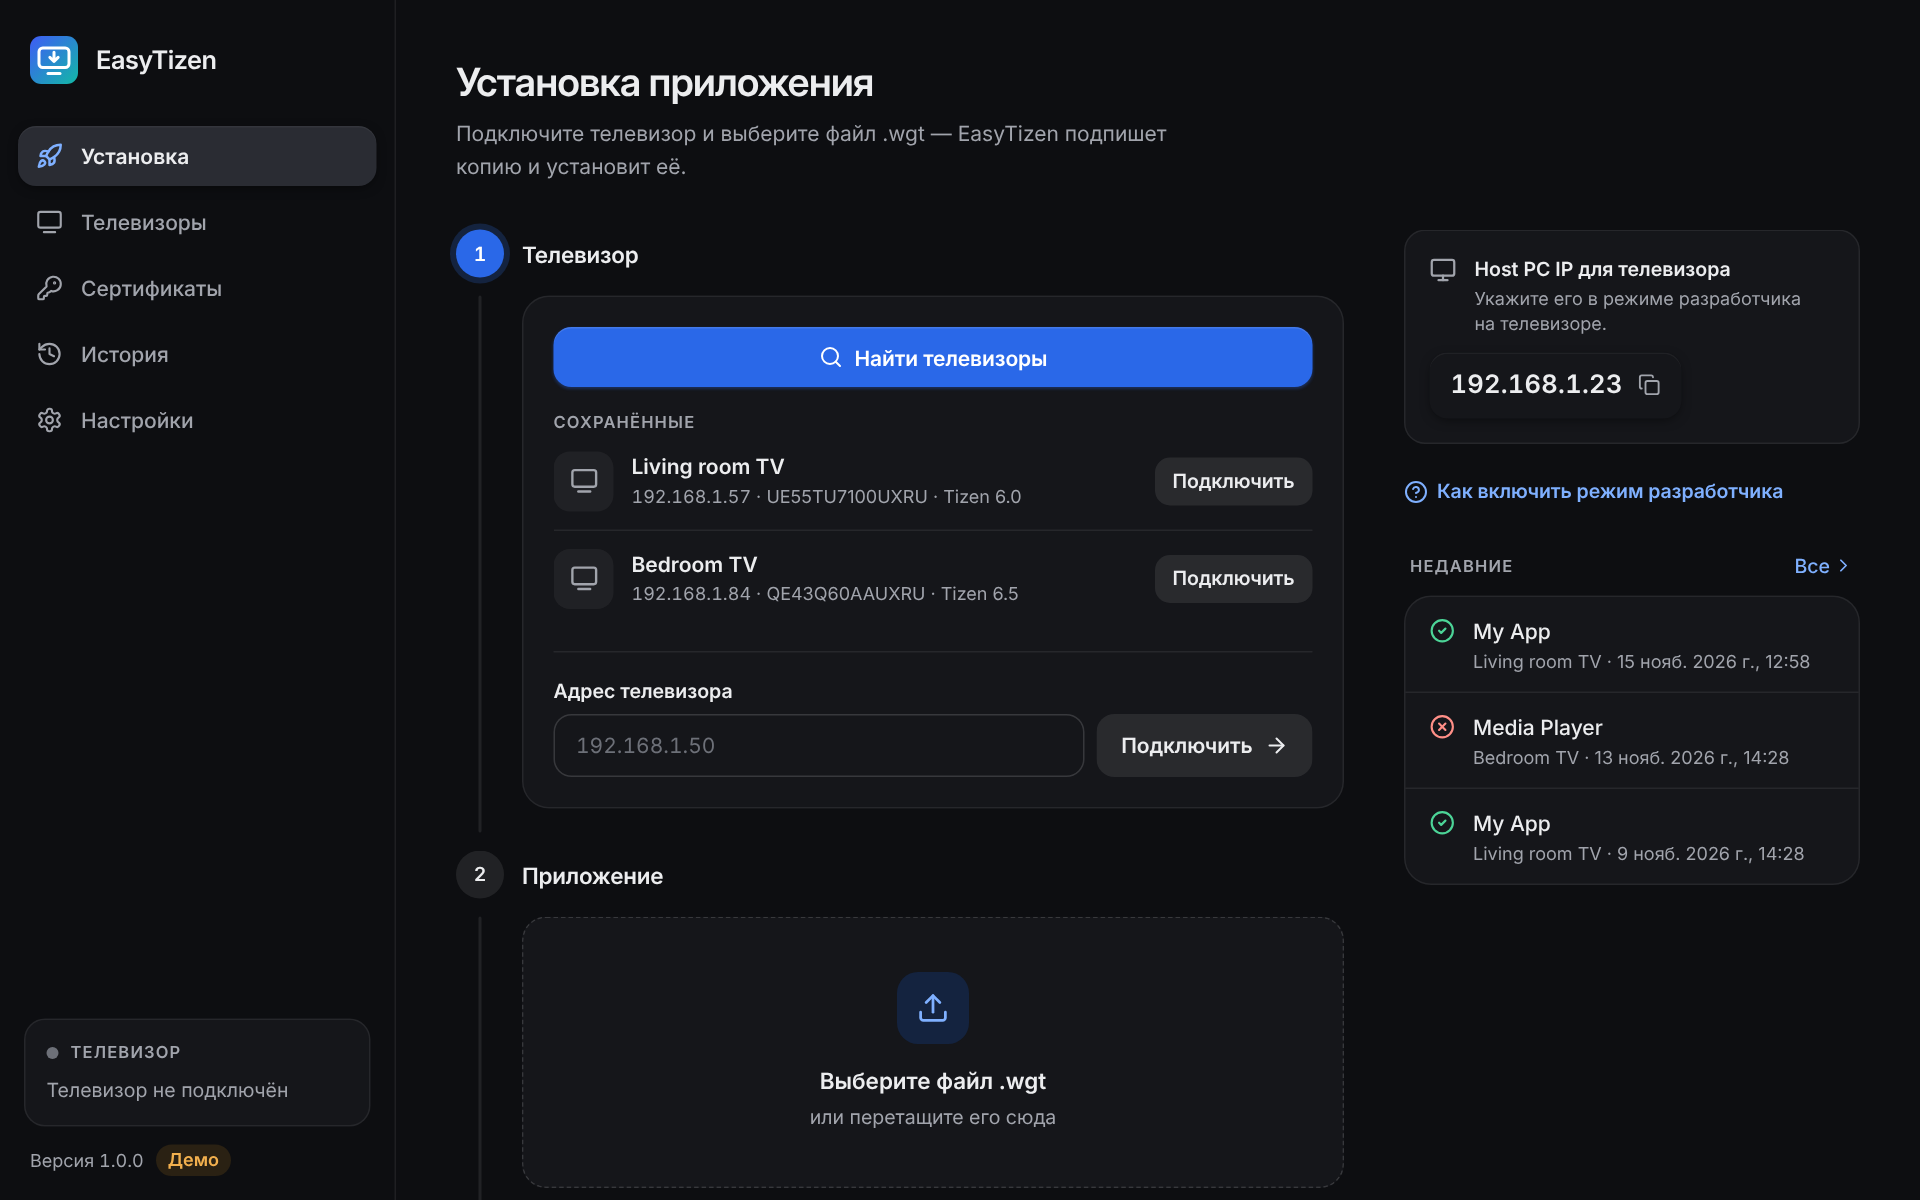 EasyTizen
Установка
Телевизоры
Сертификаты
История
Настройки
ТЕЛЕВИЗОР
Телевизор не подключён
Версия 1.0.0
Демо
Установка приложения
Подключите телевизор и выберите файл .wgt — EasyTizen подпишет
копию и установит её.
1
Телевизор
Найти телевизоры
СОХРАНЁННЫЕ
Living room TV
192.168.1.57 · UE55TU7100UXRU · Tizen 6.0
Подключить
Bedroom TV
192.168.1.84 · QE43Q60AAUXRU · Tizen 6.5
Подключить
Адрес телевизора
192.168.1.50
Подключить
2
Приложение
Выберите файл .wgt
или перетащите его сюда
Host PC IP для телевизора
Укажите его в режиме разработчика
на телевизоре.
192.168.1.23
Как включить режим разработчика
НЕДАВНИЕ
Все
My App
Living room TV · 15 нояб. 2026 г., 12:58
Media Player
Bedroom TV · 13 нояб. 2026 г., 14:28
My App
Living room TV · 9 нояб. 2026 г., 14:28